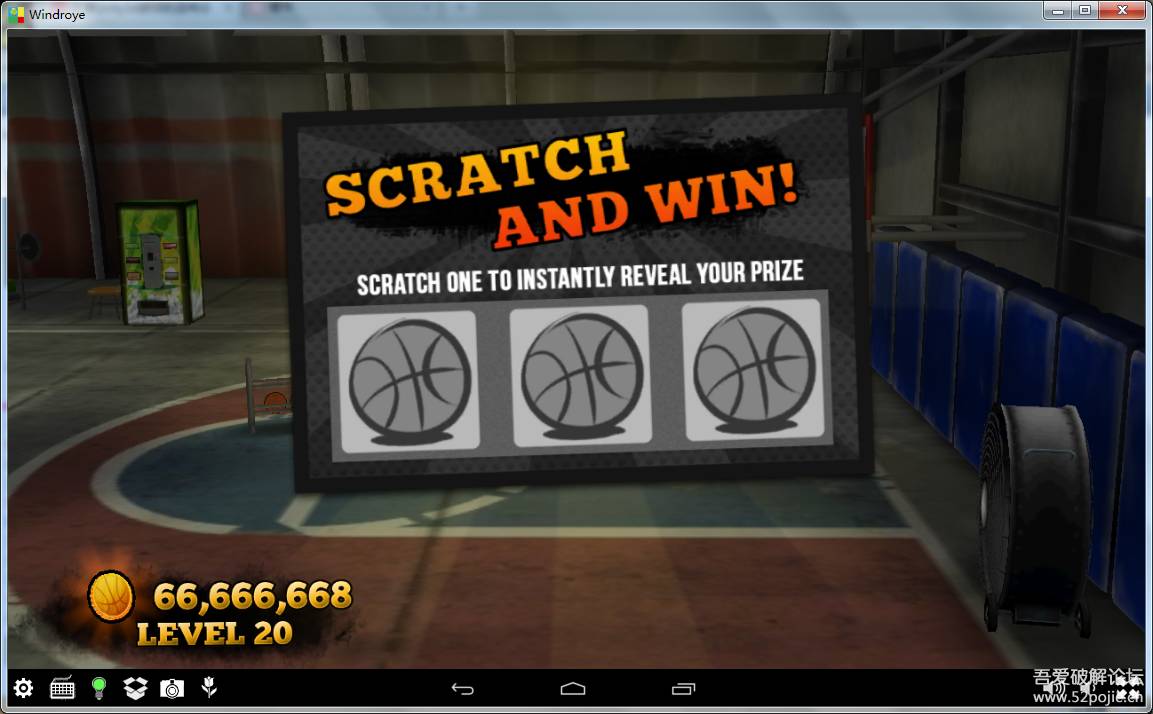 Windroye
SCRATCH
AND WIN!
SCRATCH ONE TO INSTANTLY REVEAL YOUR PRIZE
66,666,668
LEVEL 20
吾爱破解论坛
www.52pojie.cn